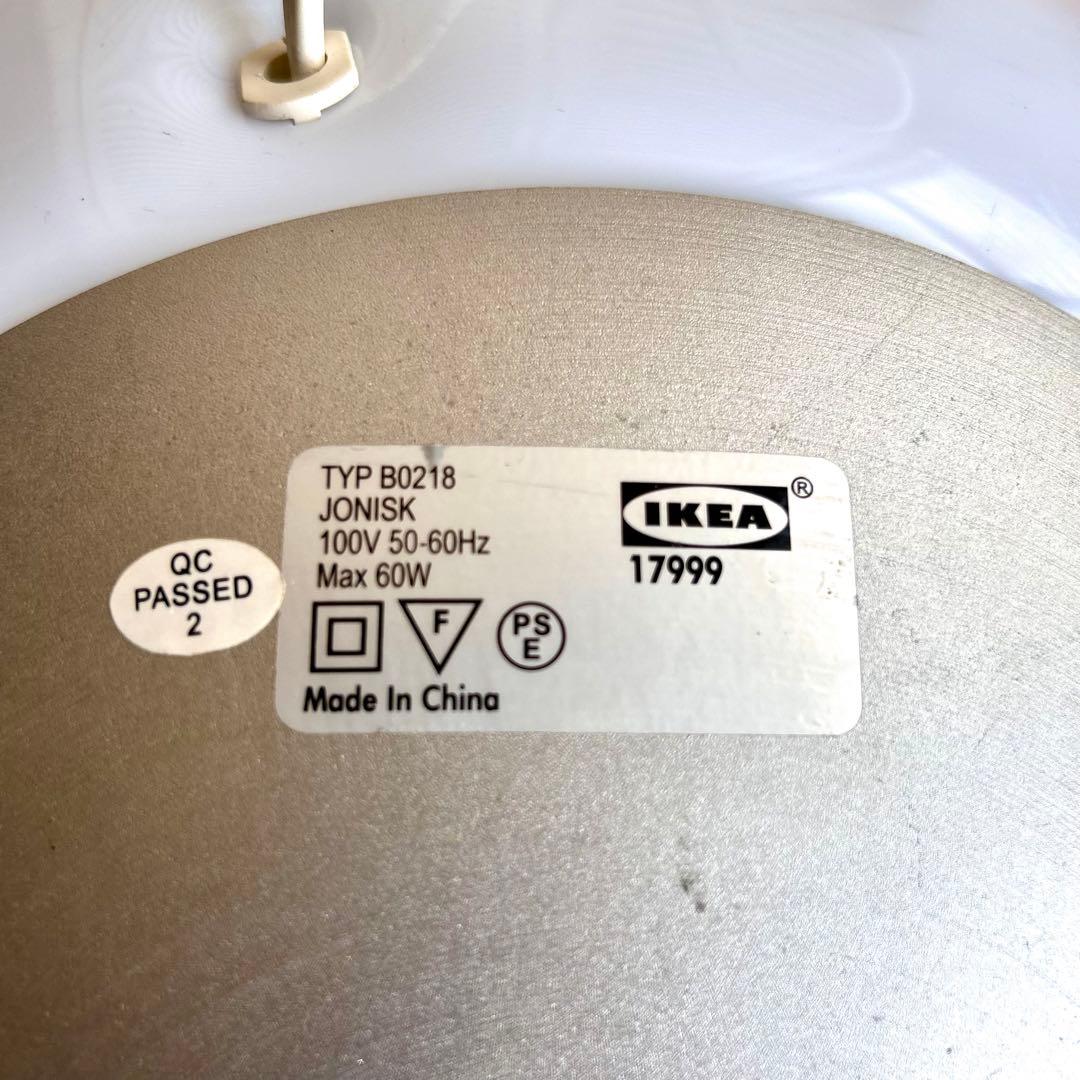 TYP B0218
JONISK
100V 50-60Hz
Max 60W
F
PS
E
Made In China
IKEA®
17999
QC
PASSED
2